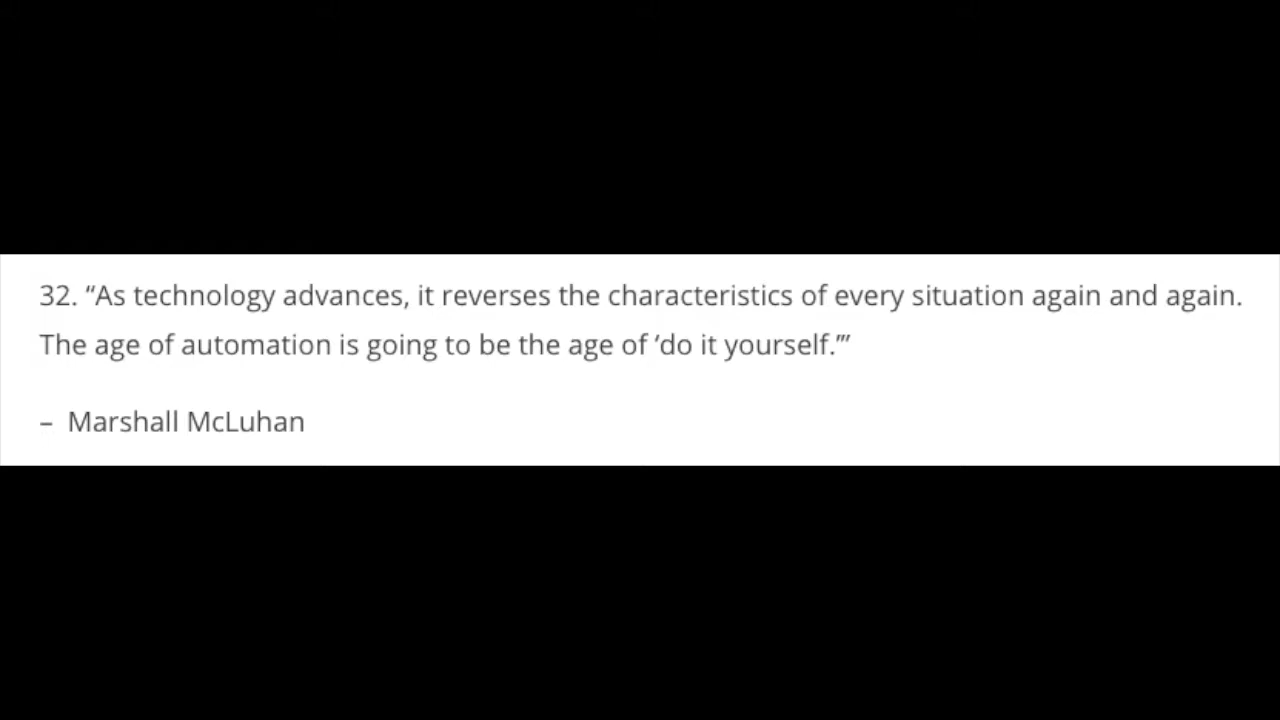 32. “As technology advances, it reverses the characteristics of every situation again and again.
The age of automation is going to be the age of ‘do it yourself.’”
– Marshall McLuhan